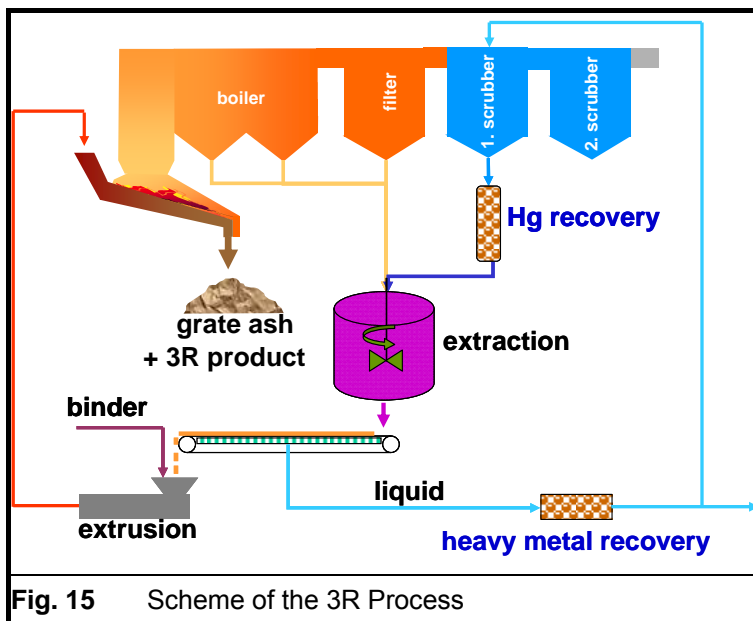 boiler
filter
1. scrubber
2. scrubber
Hg recovery
grate ash
+ 3R product
extraction
binder
liquid
extrusion
heavy metal recovery
Fig. 15 Scheme of the 3R Process